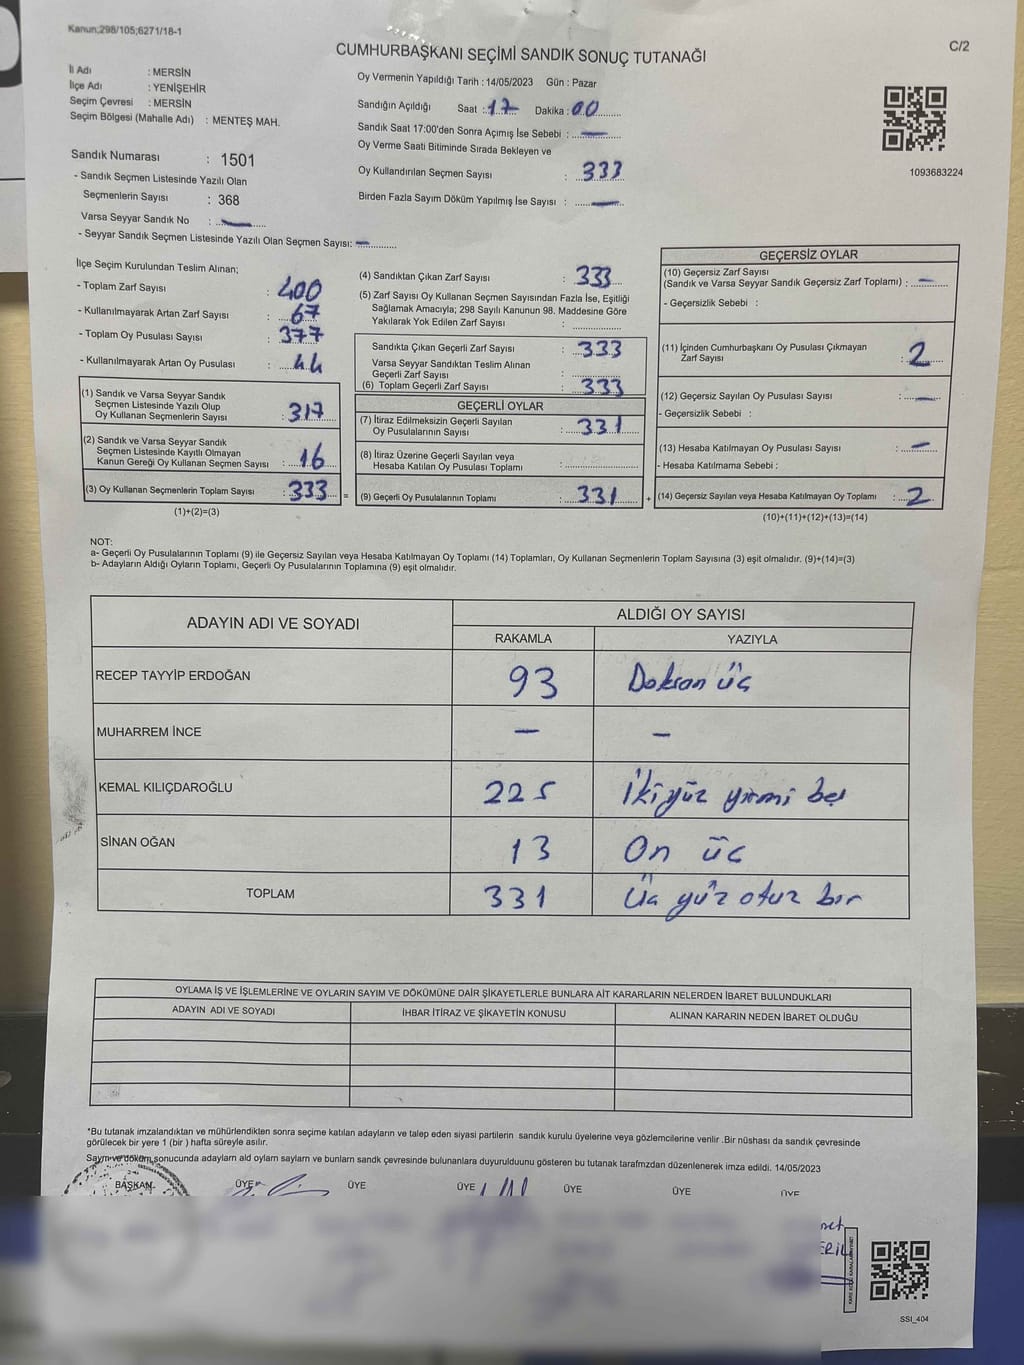 Kanun;298/105;6271/18-1
C/2
CUMHURBAŞKANI SEÇİMİ SANDIK SONUÇ TUTANAĞI
İl Adı : MERSİN
İlçe Adı : YENİŞEHİR
Seçim Çevresi : MERSİN
Seçim Bölgesi (Mahalle Adı) : MENTEŞ MAH.
Sandık Numarası : 1501
- Sandık Seçmen Listesinde Yazılı Olan
Seçmenlerin Sayısı : 368
Varsa Seyyar Sandık No : —
- Seyyar Sandık Seçmen Listesinde Yazılı Olan Seçmen Sayısı: —
Oy Vermenin Yapıldığı Tarih : 14/05/2023 Gün : Pazar
Sandığın Açıldığı Saat : 17 Dakika : 00
Sandık Saat 17:00'den Sonra Açımış İse Sebebi : —
Oy Verme Saati Bitiminde Sırada Bekleyen ve
Oy Kullandırılan Seçmen Sayısı : 333
Birden Fazla Sayım Döküm Yapılmış İse Sayısı : —
1093683224
İlçe Seçim Kurulundan Teslim Alınan;
- Toplam Zarf Sayısı : 400
- Kullanılmayarak Artan Zarf Sayısı : 67
- Toplam Oy Pusulası Sayısı : 377
- Kullanılmayarak Artan Oy Pusulası : 44
(1) Sandık ve Varsa Seyyar Sandık
Seçmen Listesinde Yazılı Olup
Oy Kullanan Seçmenlerin Sayısı : 317
(2) Sandık ve Varsa Seyyar Sandık
Seçmen Listesinde Kayıtlı Olmayan
Kanun Gereği Oy Kullanan Seçmen Sayısı : 16
(3) Oy Kullanan Seçmenlerin Toplam Sayısı : 333 =
(1)+(2)=(3)
(4) Sandıktan Çıkan Zarf Sayısı : 333
(5) Zarf Sayısı Oy Kullanan Seçmen Sayısından Fazla İse, Eşitliği
Sağlamak Amacıyla; 298 Sayılı Kanunun 98. Maddesine Göre
Yakılarak Yok Edilen Zarf Sayısı :
Sandıkta Çıkan Geçerli Zarf Sayısı : 333
Varsa Seyyar Sandıktan Teslim Alınan
Geçerli Zarf Sayısı :
(6) Toplam Geçerli Zarf Sayısı : 333
GEÇERLİ OYLAR
(7) İtiraz Edilmeksizin Geçerli Sayılan
Oy Pusulalarının Sayısı : 331
(8) İtiraz Üzerine Geçerli Sayılan veya
Hesaba Katılan Oy Pusulası Toplamı :
(9) Geçerli Oy Pusulalarının Toplamı : 331 +
GEÇERSİZ OYLAR
(10) Geçersiz Zarf Sayısı
(Sandık ve Varsa Seyyar Sandık Geçersiz Zarf Toplamı) : —
- Geçersizlik Sebebi :
(11) İçinden Cumhurbaşkanı Oy Pusulası Çıkmayan
Zarf Sayısı : 2
(12) Geçersiz Sayılan Oy Pusulası Sayısı : —
- Geçersizlik Sebebi :
(13) Hesaba Katılmayan Oy Pusulası Sayısı : —
- Hesaba Katılmama Sebebi :
(14) Geçersiz Sayılan veya Hesaba Katılmayan Oy Toplamı : 2
(10)+(11)+(12)+(13)=(14)
NOT:
a- Geçerli Oy Pusulalarının Toplamı (9) ile Geçersiz Sayılan veya Hesaba Katılmayan Oy Toplamı (14) Toplamları, Oy Kullanan Seçmenlerin Toplam Sayısına (3) eşit olmalıdır. (9)+(14)=(3)
b- Adayların Aldığı Oyların Toplamı, Geçerli Oy Pusulalarının Toplamına (9) eşit olmalıdır.
ADAYIN ADI VE SOYADI ALDIĞI OY SAYISI
RAKAMLA YAZIYLA
RECEP TAYYİP ERDOĞAN 93 Doksan üç
MUHARREM İNCE — —
KEMAL KILIÇDAROĞLU 225 İki yüz yirmi beş
SİNAN OĞAN 13 On üç
TOPLAM 331 Üç yüz otuz bir
OYLAMA İŞ VE İŞLEMLERİNE VE OYLARIN SAYIM VE DÖKÜMÜNE DAİR ŞİKAYETLERLE BUNLARA AİT KARARLARIN NELERDEN İBARET BULUNDUKLARI
ADAYIN ADI VE SOYADI İHBAR İTİRAZ VE ŞİKAYETİN KONUSU ALINAN KARARIN NEDEN İBARET OLDUĞU
*Bu tutanak imzalandıktan ve mühürlendikten sonra seçime katılan adayların ve talep eden siyasi partilerin sandık kurulu üyelerine veya gözlemcilerine verilir .Bir nüshası da sandık çevresinde
görülecek bir yere 1 (bir ) hafta süreyle asılır.
Sayım ve döküm sonucunda adayların ald oylam sayların ve bunların sandık çevresinde bulunanlara duyurulduunu gösteren bu tutanak tarafmzdan düzenlenerek imza edildi. 14/05/2023
BAŞKAN ÜYE ÜYE ÜYE ÜYE ÜYE ÜYE
SSI_404